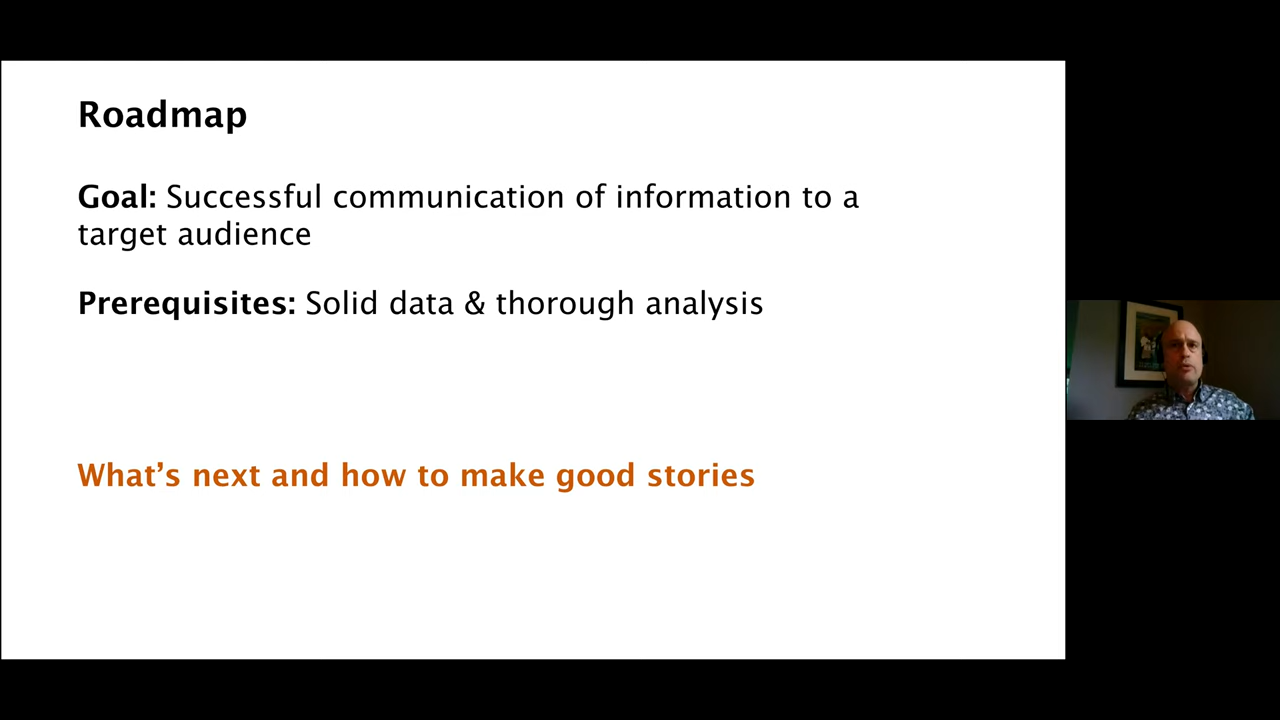 Roadmap
Goal: Successful communication of information to a
target audience
Prerequisites: Solid data & thorough analysis
What’s next and how to make good stories